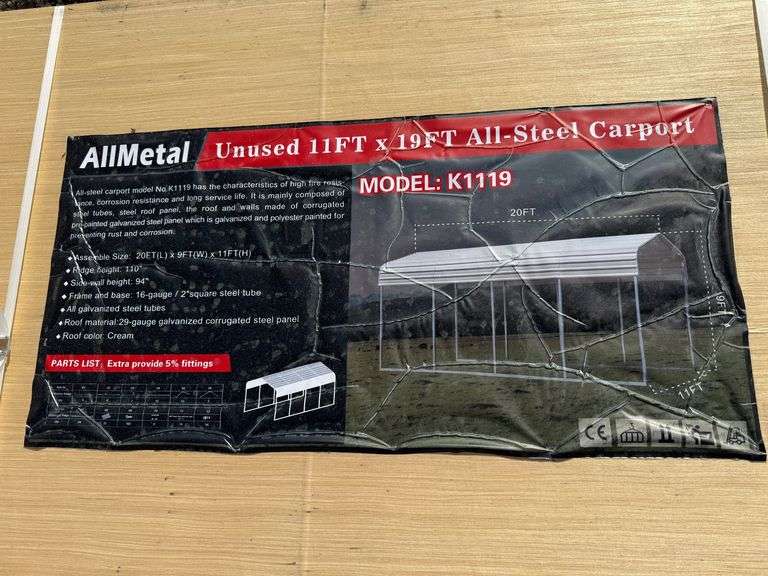 AllMetal
Unused 11FT x 19FT All-Steel Carport
MODEL: K1119
All-steel carport model No.K1119 has the characteristics of high fire resis-
tance, corrosion resistance and long service life. It is mainly composed of
steel tubes, steel roof panel, the roof and walls made of corrugated
pre-painted galvanized steel panel which is galvanized and polyester painted for
preventing rust and corrosion.
Assemble Size: 20FT(L) x 9FT(W) x 11FT(H)
Ridge height: 110"
Side wall height: 94"
Frame and base: 16-gauge / 2"square steel tube
All galvanized steel tubes
Roof material:29-gauge galvanized corrugated steel panel
Roof color: Cream
PARTS LIST Extra provide 5% fittings
20FT
9FT
11FT
CE